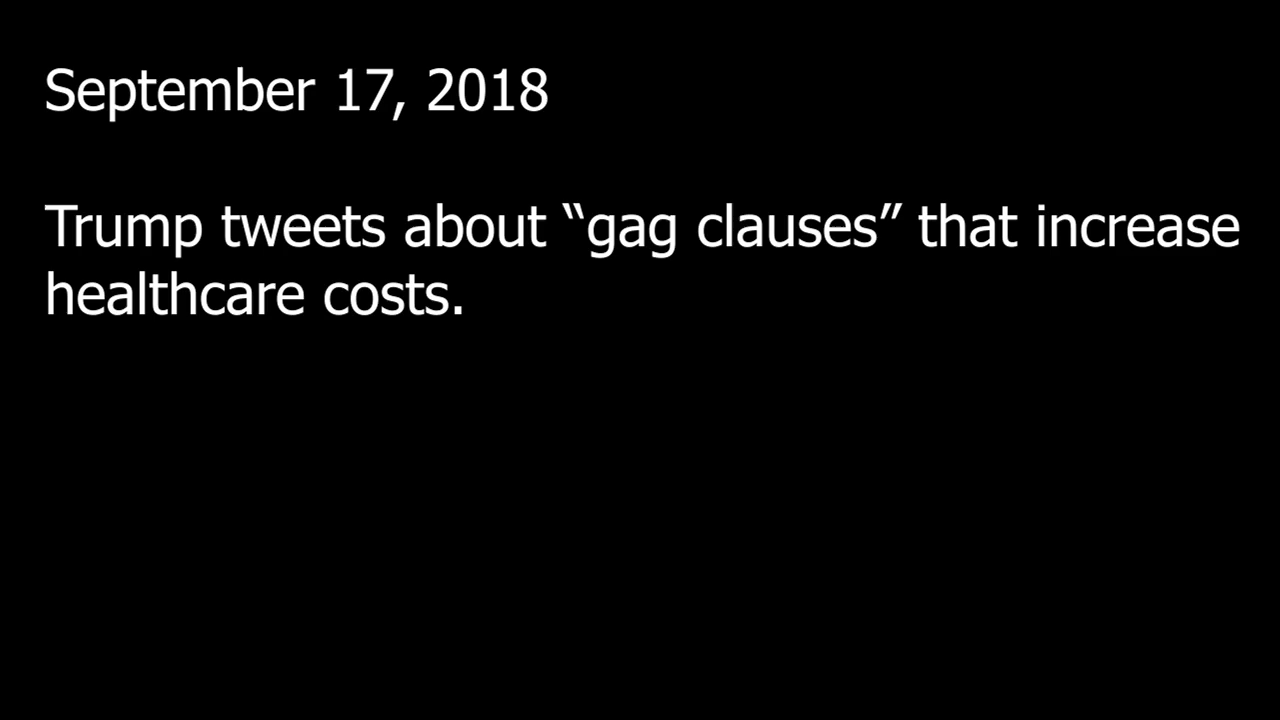 September 17, 2018
Trump tweets about “gag clauses” that increase
healthcare costs.